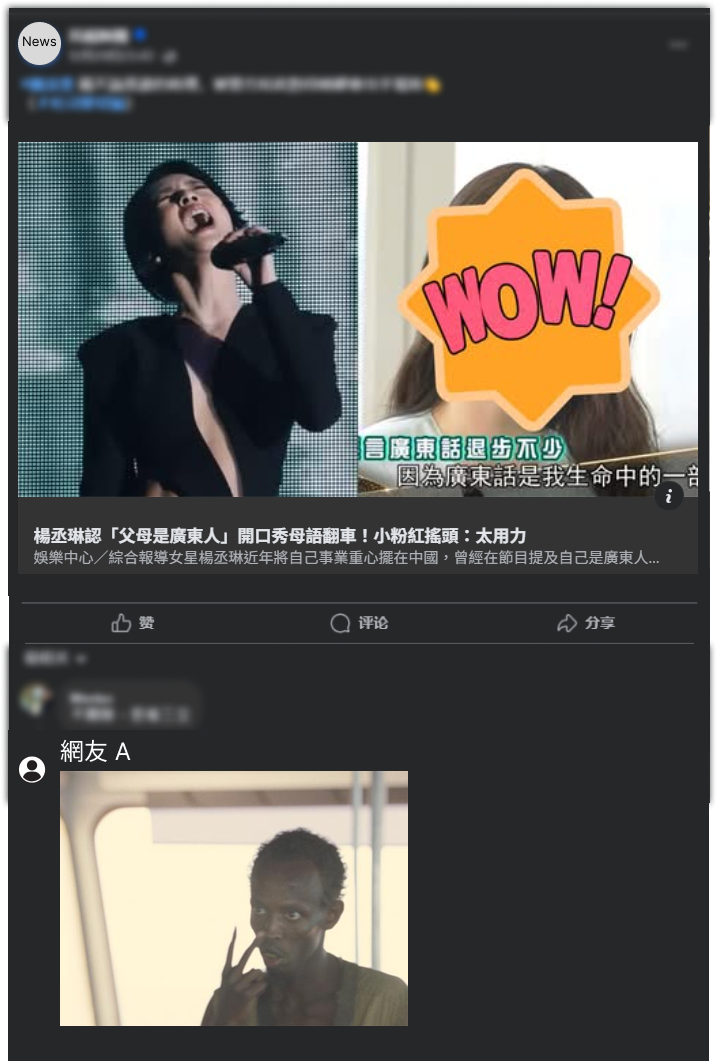 News
WOW!
言廣東話退步不少
因為廣東話是我生命中的一部
楊丞琳認「父母是廣東人」開口秀母語翻車！小粉紅搖頭：太用力
娛樂中心／綜合報導女星楊丞琳近年將自己事業重心擺在中國，曾經在節目提及自己是廣東人...
赞
评论
分享
網友 A